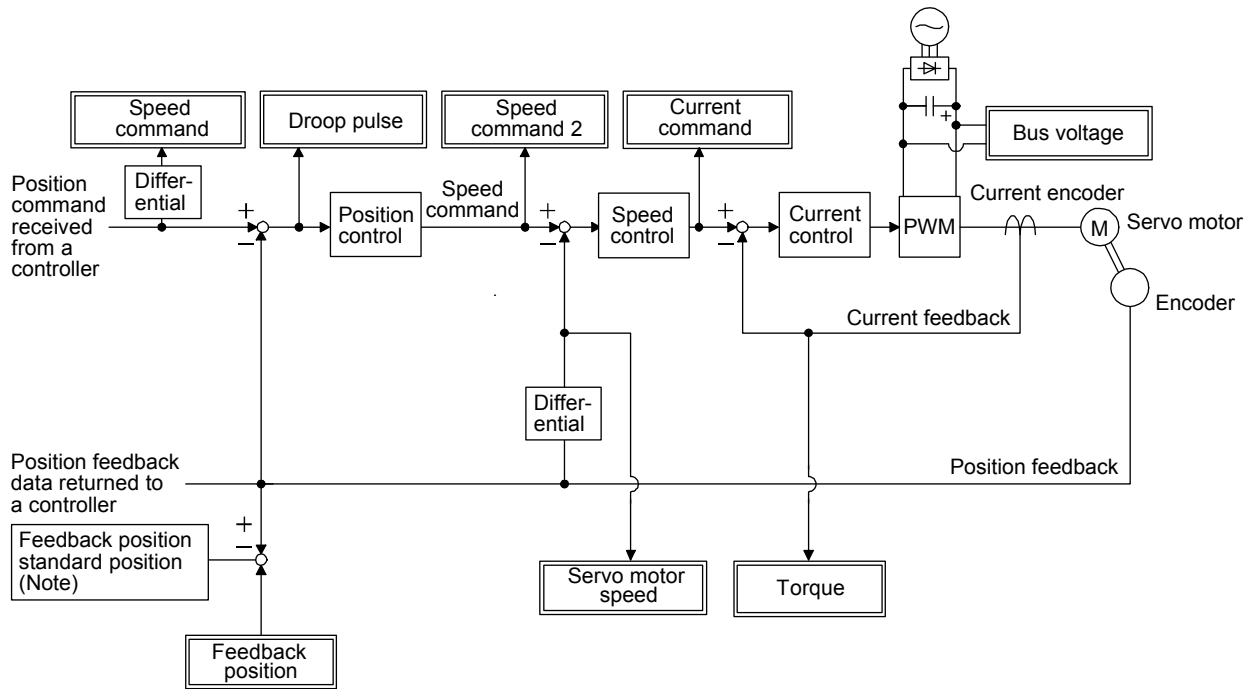 Speed
command
Droop pulse
Speed
command 2
Current
command
Bus voltage
Position
command
received
from a
controller
Differ-
ential
+
−
Position
control
Speed
command
+
−
Speed
control
+
−
Current
control
PWM
Current encoder
M
Servo motor
Encoder
+
Current feedback
Differ-
ential
Position feedback
data returned to
a controller
Position feedback
+
−
Feedback position
standard position
(Note)
Servo motor
speed
Torque
Feedback
position